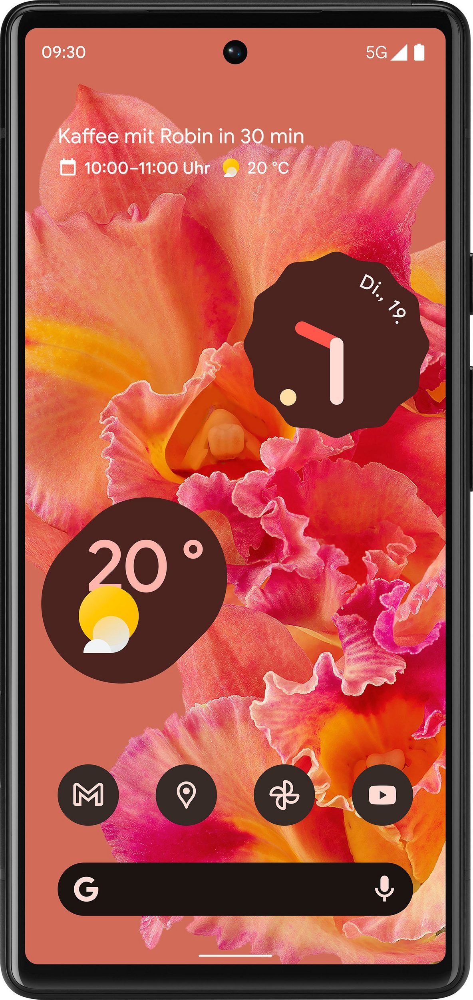 09:30
5G
Kaffee mit Robin in 30 min
10:00–11:00 Uhr 20 °C
Di., 19.
20 °
M
G